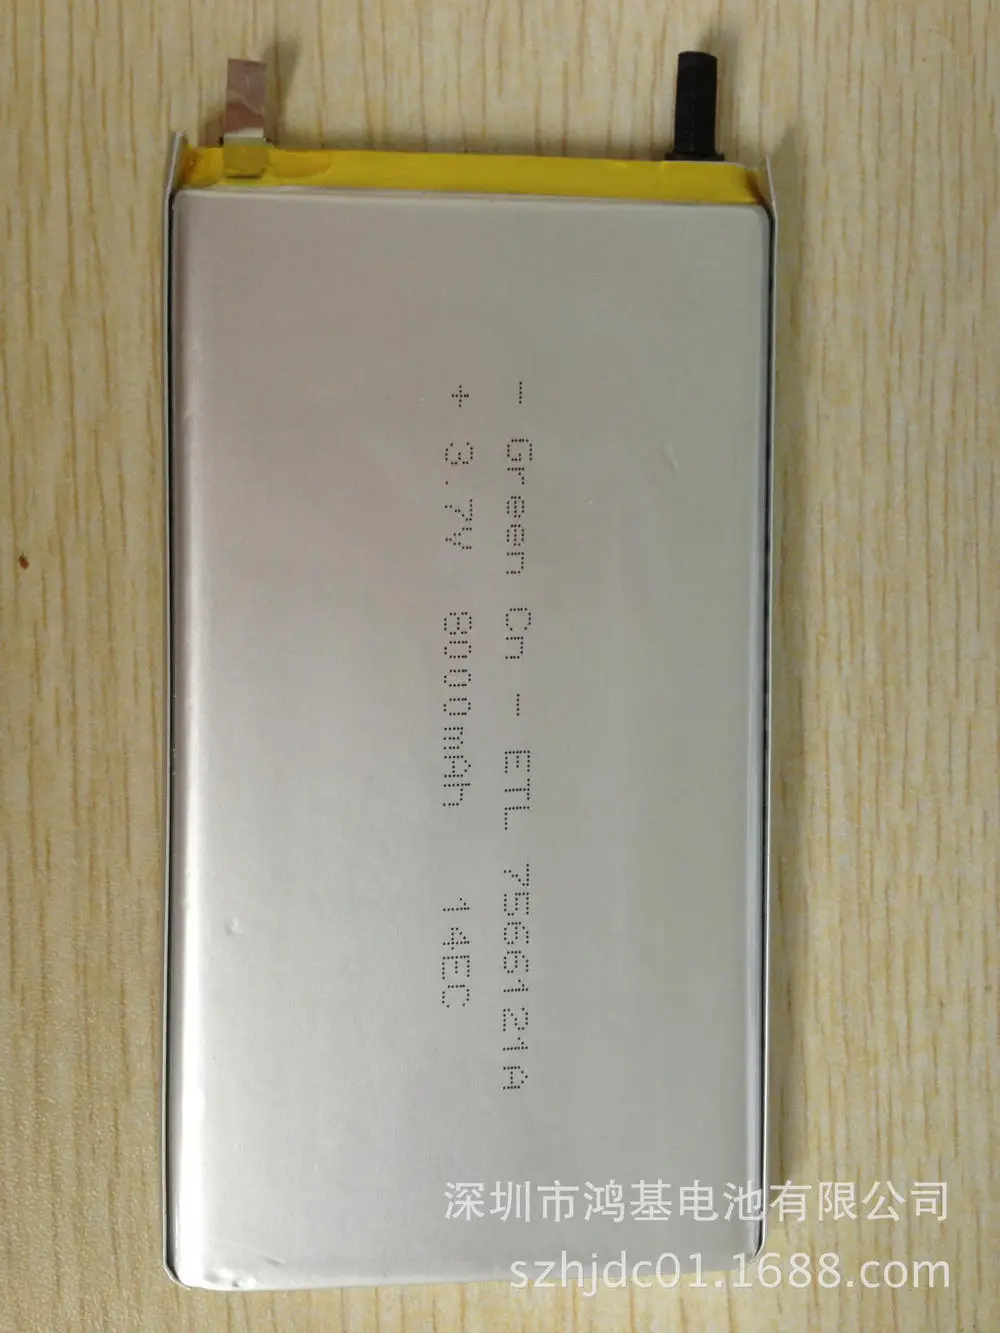 - Green Cn - ETL 7566121A
+ 3.7V 8000mAh 14EC
深圳市鸿基电池有限公司
szhjdc01.1688.com